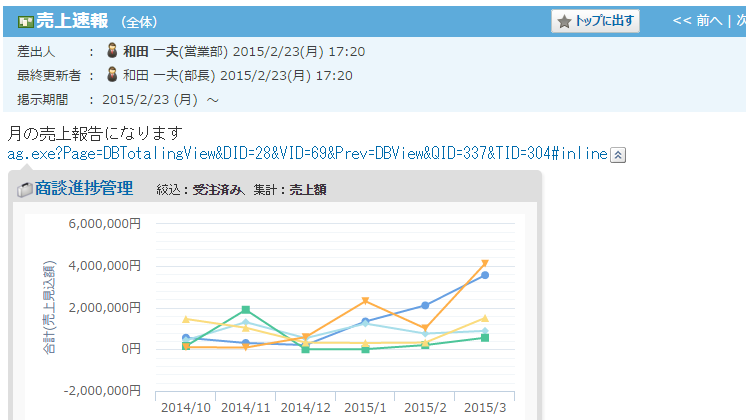 売上速報 （全体） トップに出す << 前へ | 次
差出人 ： 和田 一夫(営業部) 2015/2/23(月) 17:20
最終更新者 ： 和田 一夫(部長) 2015/2/23(月) 17:20
掲示期間 ： 2015/2/23 (月) ～
月の売上報告になります
ag.exe?Page=DBTotalingView&DID=28&VID=69&Prev=DBView&QID=337&TID=304#inline
商談進捗管理 絞込：受注済み、集計：売上額
合計(売上見込額)
6,000,000円
4,000,000円
2,000,000円
0円
-2,000,000円
2014/10 2014/11 2014/12 2015/1 2015/2 2015/3